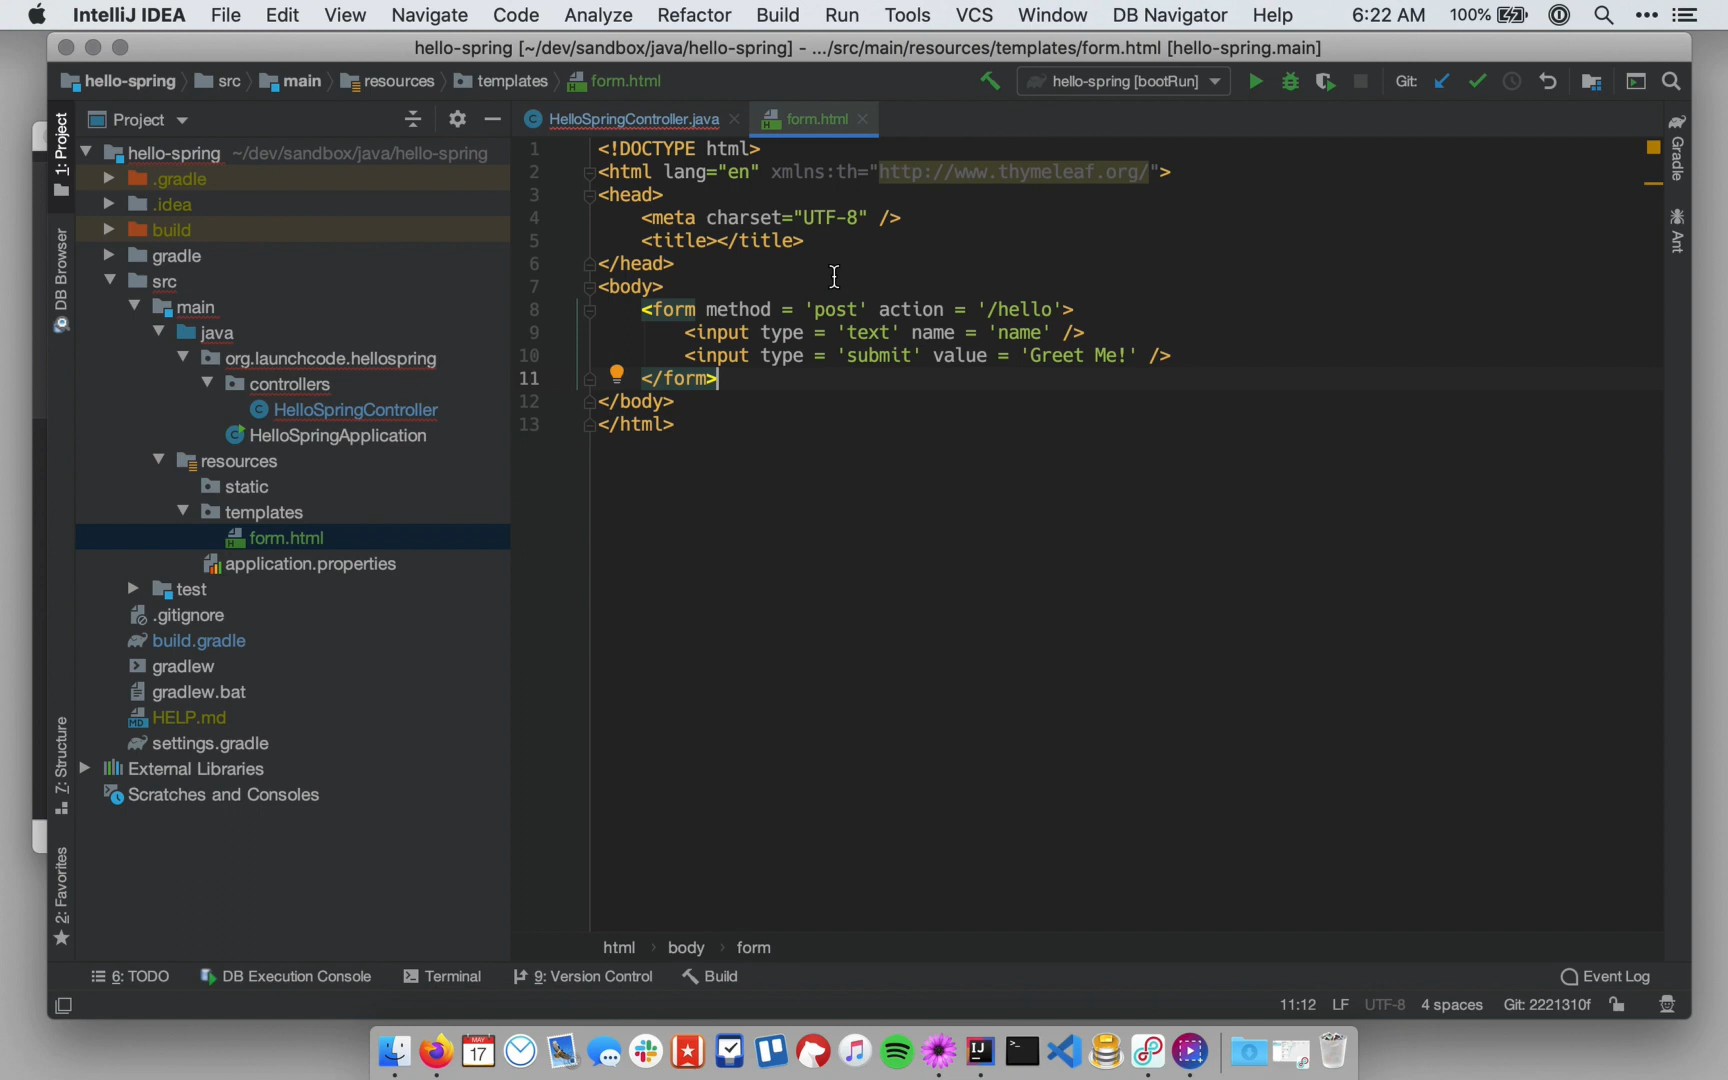 IntelliJ IDEA File Edit View Navigate Code Analyze Refactor Build Run Tools VCS Window DB Navigator Help 6:22 AM 100%
hello-spring [~/dev/sandbox/java/hello-spring] - .../src/main/resources/templates/form.html [hello-spring.main]
hello-spring src main resources templates form.html hello-spring [bootRun] Git:
Project HelloSpringController.java form.html
hello-spring ~/dev/sandbox/java/hello-spring
.gradle
.idea
build
gradle
src
main
java
org.launchcode.hellospring
controllers
HelloSpringController
HelloSpringApplication
resources
static
templates
form.html
application.properties
test
.gitignore
build.gradle
gradlew
gradlew.bat
HELP.md
settings.gradle
External Libraries
Scratches and Consoles
1: Project
DB Browser
7: Structure
2: Favorites
1 <!DOCTYPE html>
2 <html lang="en" xmlns:th="http://www.thymeleaf.org/">
3 <head>
4 <meta charset="UTF-8" />
5 <title></title>
6 </head>
7 <body>
8 <form method = 'post' action = '/hello'>
9 <input type = 'text' name = 'name' />
10 <input type = 'submit' value = 'Greet Me!' />
11 </form>
12 </body>
13 </html>
Gradle
Ant
html body form
6: TODO DB Execution Console Terminal 9: Version Control Build Event Log
11:12 LF UTF-8 4 spaces Git: 2221310f
MAY
17
IJ